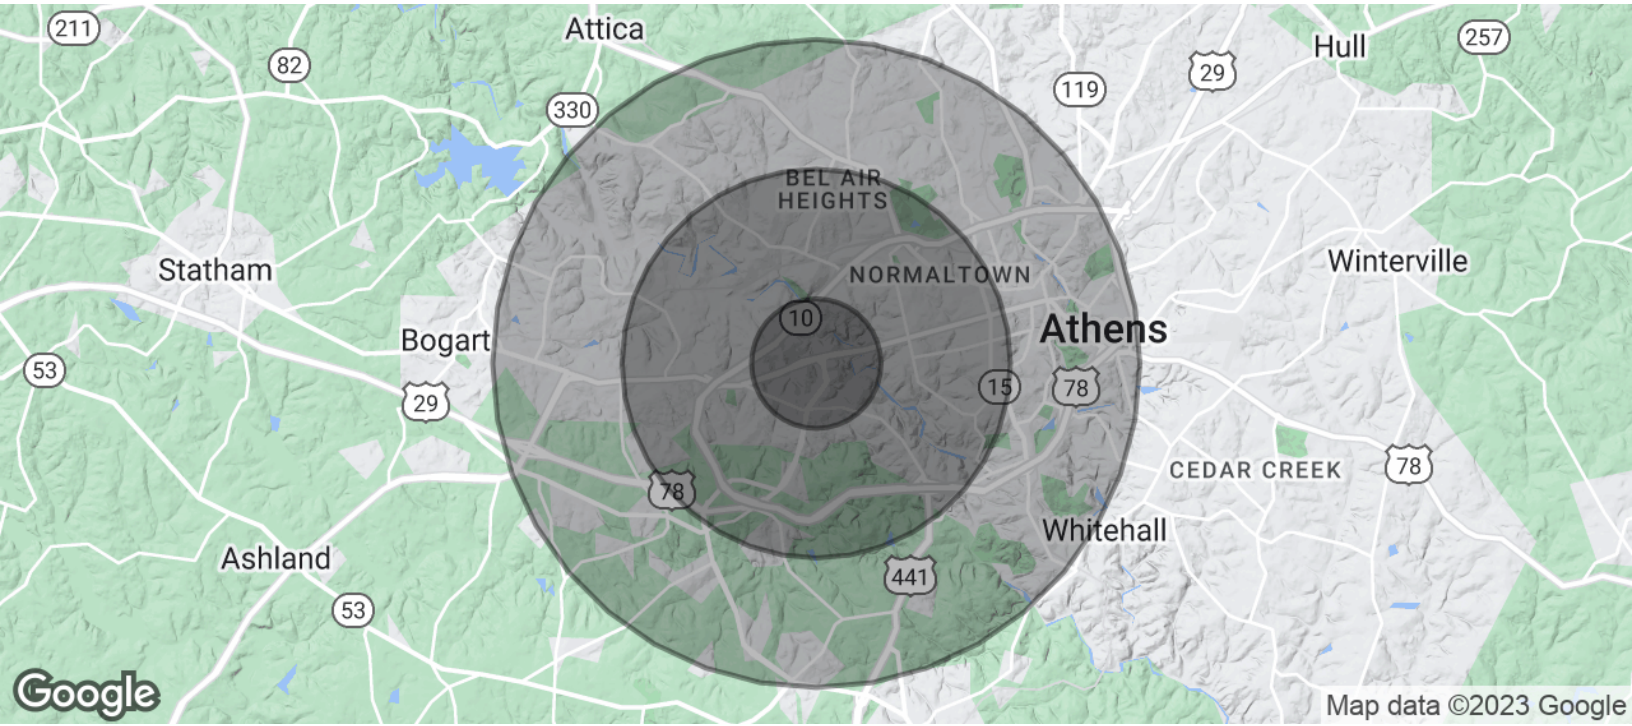 211
Attica
Hull
257
82
29
119
330
BEL AIR
HEIGHTS
Statham
Winterville
NORMALTOWN
10
Athens
Bogart
53
15
78
29
CEDAR CREEK
78
78
Whitehall
Ashland
441
53
Google
Map data ©2023 Google